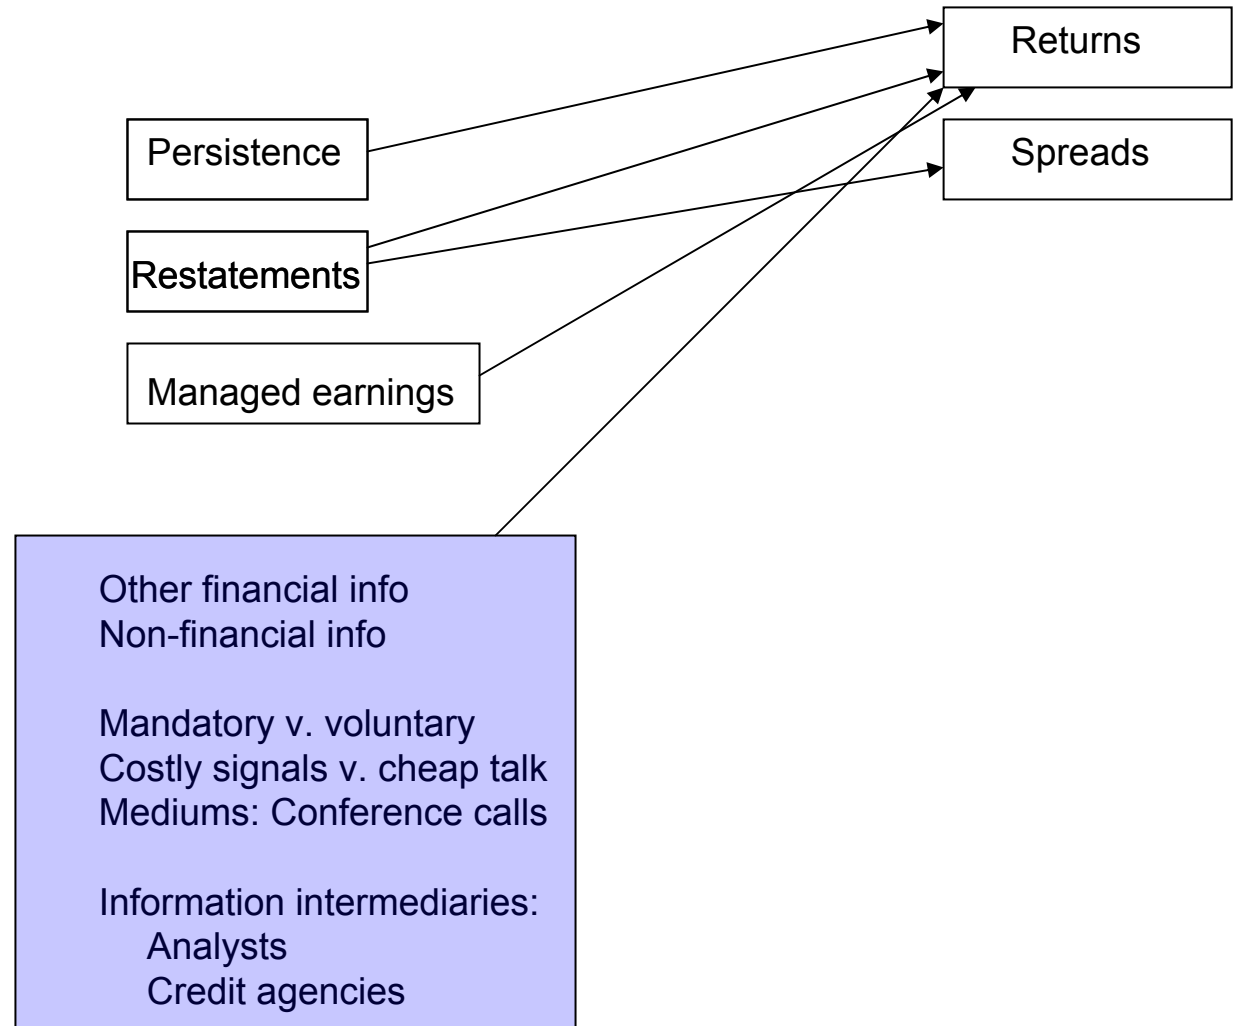 Returns
Persistence
Spreads
Restatements
Managed earnings
Other financial info
Non-financial info
Mandatory v. voluntary
Costly signals v. cheap talk
Mediums: Conference calls
Information intermediaries:
Analysts
Credit agencies